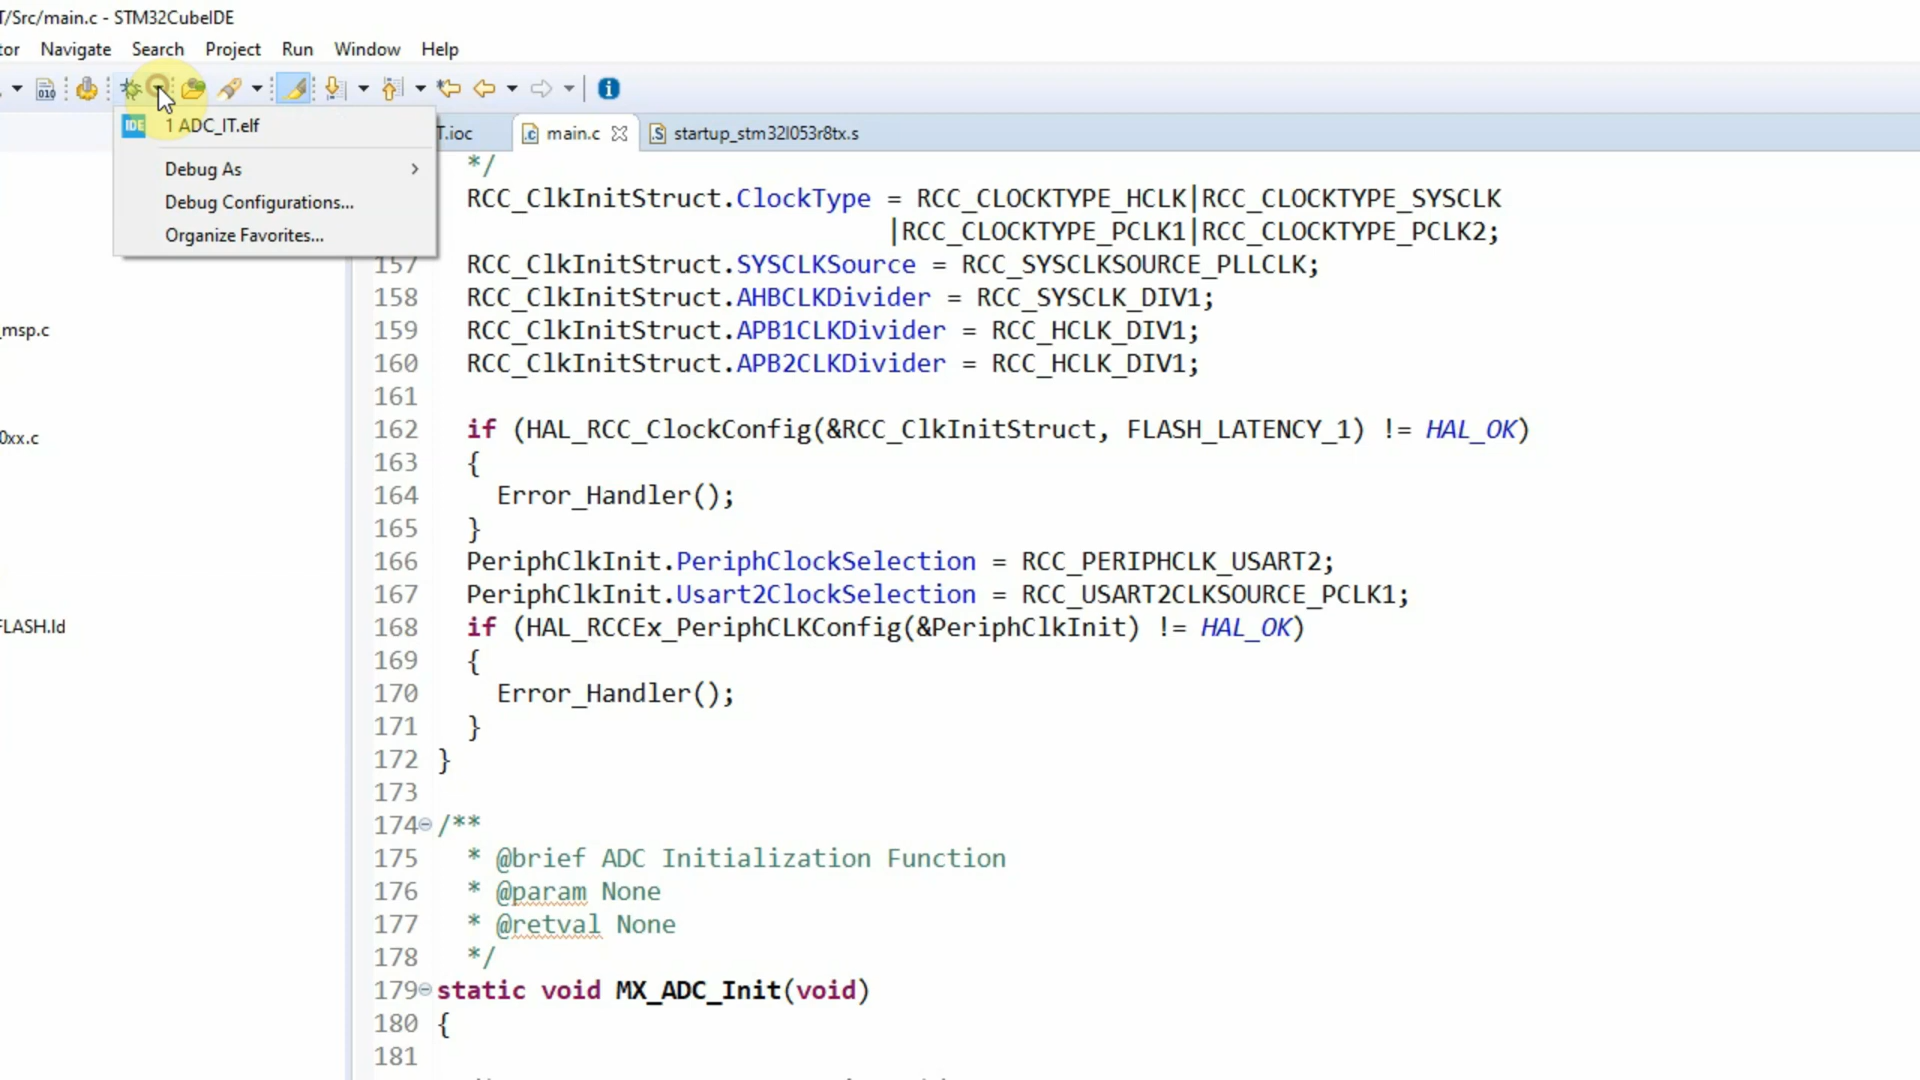 T/Src/main.c - STM32CubeIDE
tor Navigate Search Project Run Window Help
010
IDE 1 ADC_IT.elf
Debug As
Debug Configurations...
Organize Favorites...
T.ioc main.c startup_stm32l053r8tx.s
_msp.c
0xx.c
FLASH.ld
*/
RCC_ClkInitStruct.ClockType = RCC_CLOCKTYPE_HCLK|RCC_CLOCKTYPE_SYSCLK
|RCC_CLOCKTYPE_PCLK1|RCC_CLOCKTYPE_PCLK2;
157 RCC_ClkInitStruct.SYSCLKSource = RCC_SYSCLKSOURCE_PLLCLK;
158 RCC_ClkInitStruct.AHBCLKDivider = RCC_SYSCLK_DIV1;
159 RCC_ClkInitStruct.APB1CLKDivider = RCC_HCLK_DIV1;
160 RCC_ClkInitStruct.APB2CLKDivider = RCC_HCLK_DIV1;
161
162 if (HAL_RCC_ClockConfig(&RCC_ClkInitStruct, FLASH_LATENCY_1) != HAL_OK)
163 {
164 Error_Handler();
165 }
166 PeriphClkInit.PeriphClockSelection = RCC_PERIPHCLK_USART2;
167 PeriphClkInit.Usart2ClockSelection = RCC_USART2CLKSOURCE_PCLK1;
168 if (HAL_RCCEx_PeriphCLKConfig(&PeriphClkInit) != HAL_OK)
169 {
170 Error_Handler();
171 }
172 }
173
174 /**
175 * @brief ADC Initialization Function
176 * @param None
177 * @retval None
178 */
179 static void MX_ADC_Init(void)
180 {
181